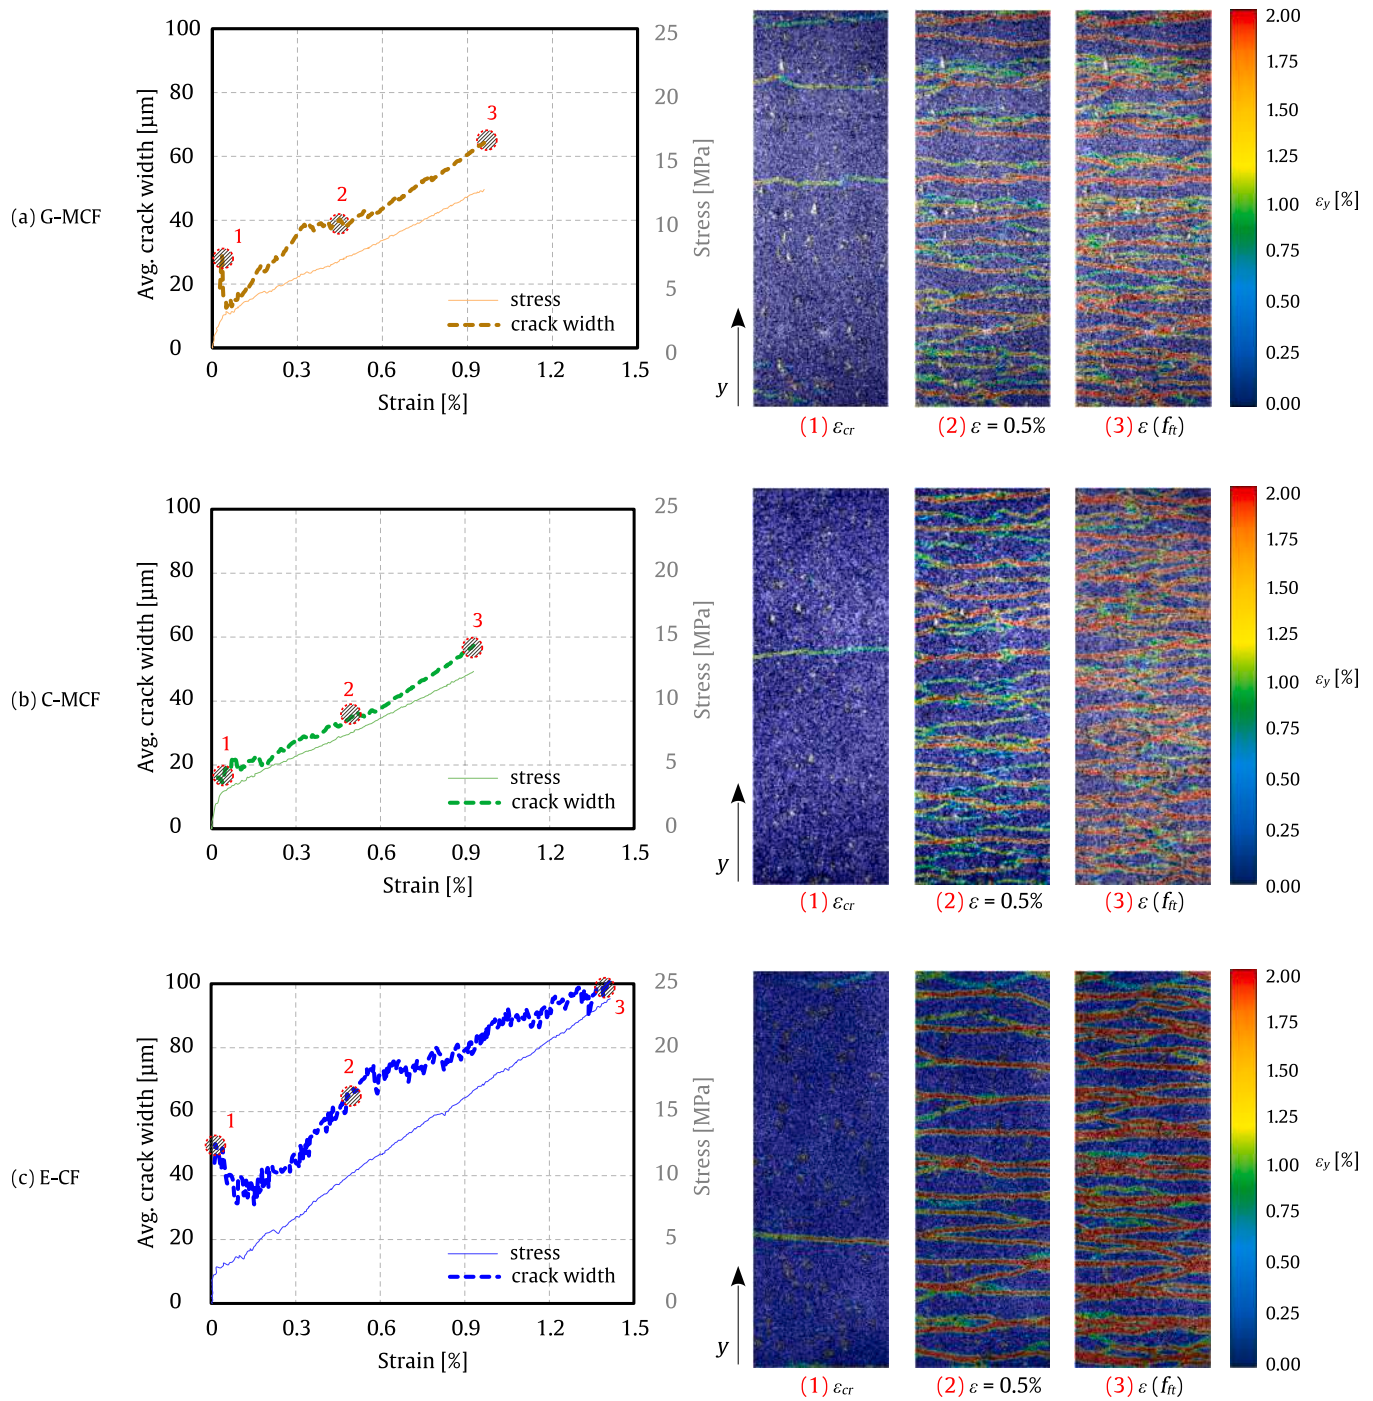 (a) G-MCF
Avg. crack width [µm]
100
80
60
40
20
0
0 0.3 0.6 0.9 1.2 1.5
Strain [%]
25
20
15
10
5
0
Stress [MPa]
1
2
3
stress
crack width
y
(1) εcr
(2) ε = 0.5%
(3) ε (fft)
2.00
1.75
1.50
1.25
1.00
0.75
0.50
0.25
0.00
εy [%]
(b) C-MCF
Avg. crack width [µm]
100
80
60
40
20
0
0 0.3 0.6 0.9 1.2 1.5
Strain [%]
25
20
15
10
5
0
Stress [MPa]
1
2
3
stress
crack width
y
(1) εcr
(2) ε = 0.5%
(3) ε (fft)
2.00
1.75
1.50
1.25
1.00
0.75
0.50
0.25
0.00
εy [%]
(c) E-CF
Avg. crack width [µm]
100
80
60
40
20
0
0 0.3 0.6 0.9 1.2 1.5
Strain [%]
25
20
15
10
5
0
Stress [MPa]
1
2
3
stress
crack width
y
(1) εcr
(2) ε = 0.5%
(3) ε (fft)
2.00
1.75
1.50
1.25
1.00
0.75
0.50
0.25
0.00
εy [%]